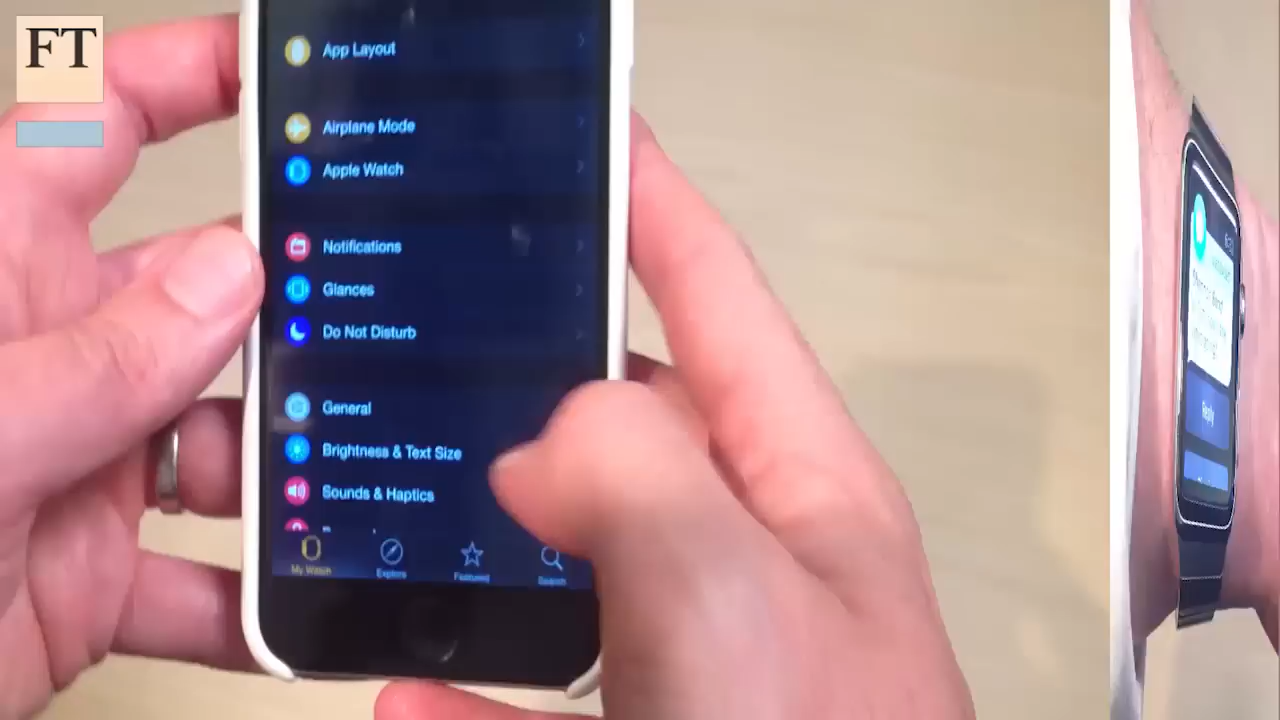 FT
App Layout
Airplane Mode
Apple Watch
Notifications
Glances
Do Not Disturb
General
Brightness & Text Size
Sounds & Haptics
My Watch
Explore
Featured
Search
Reply